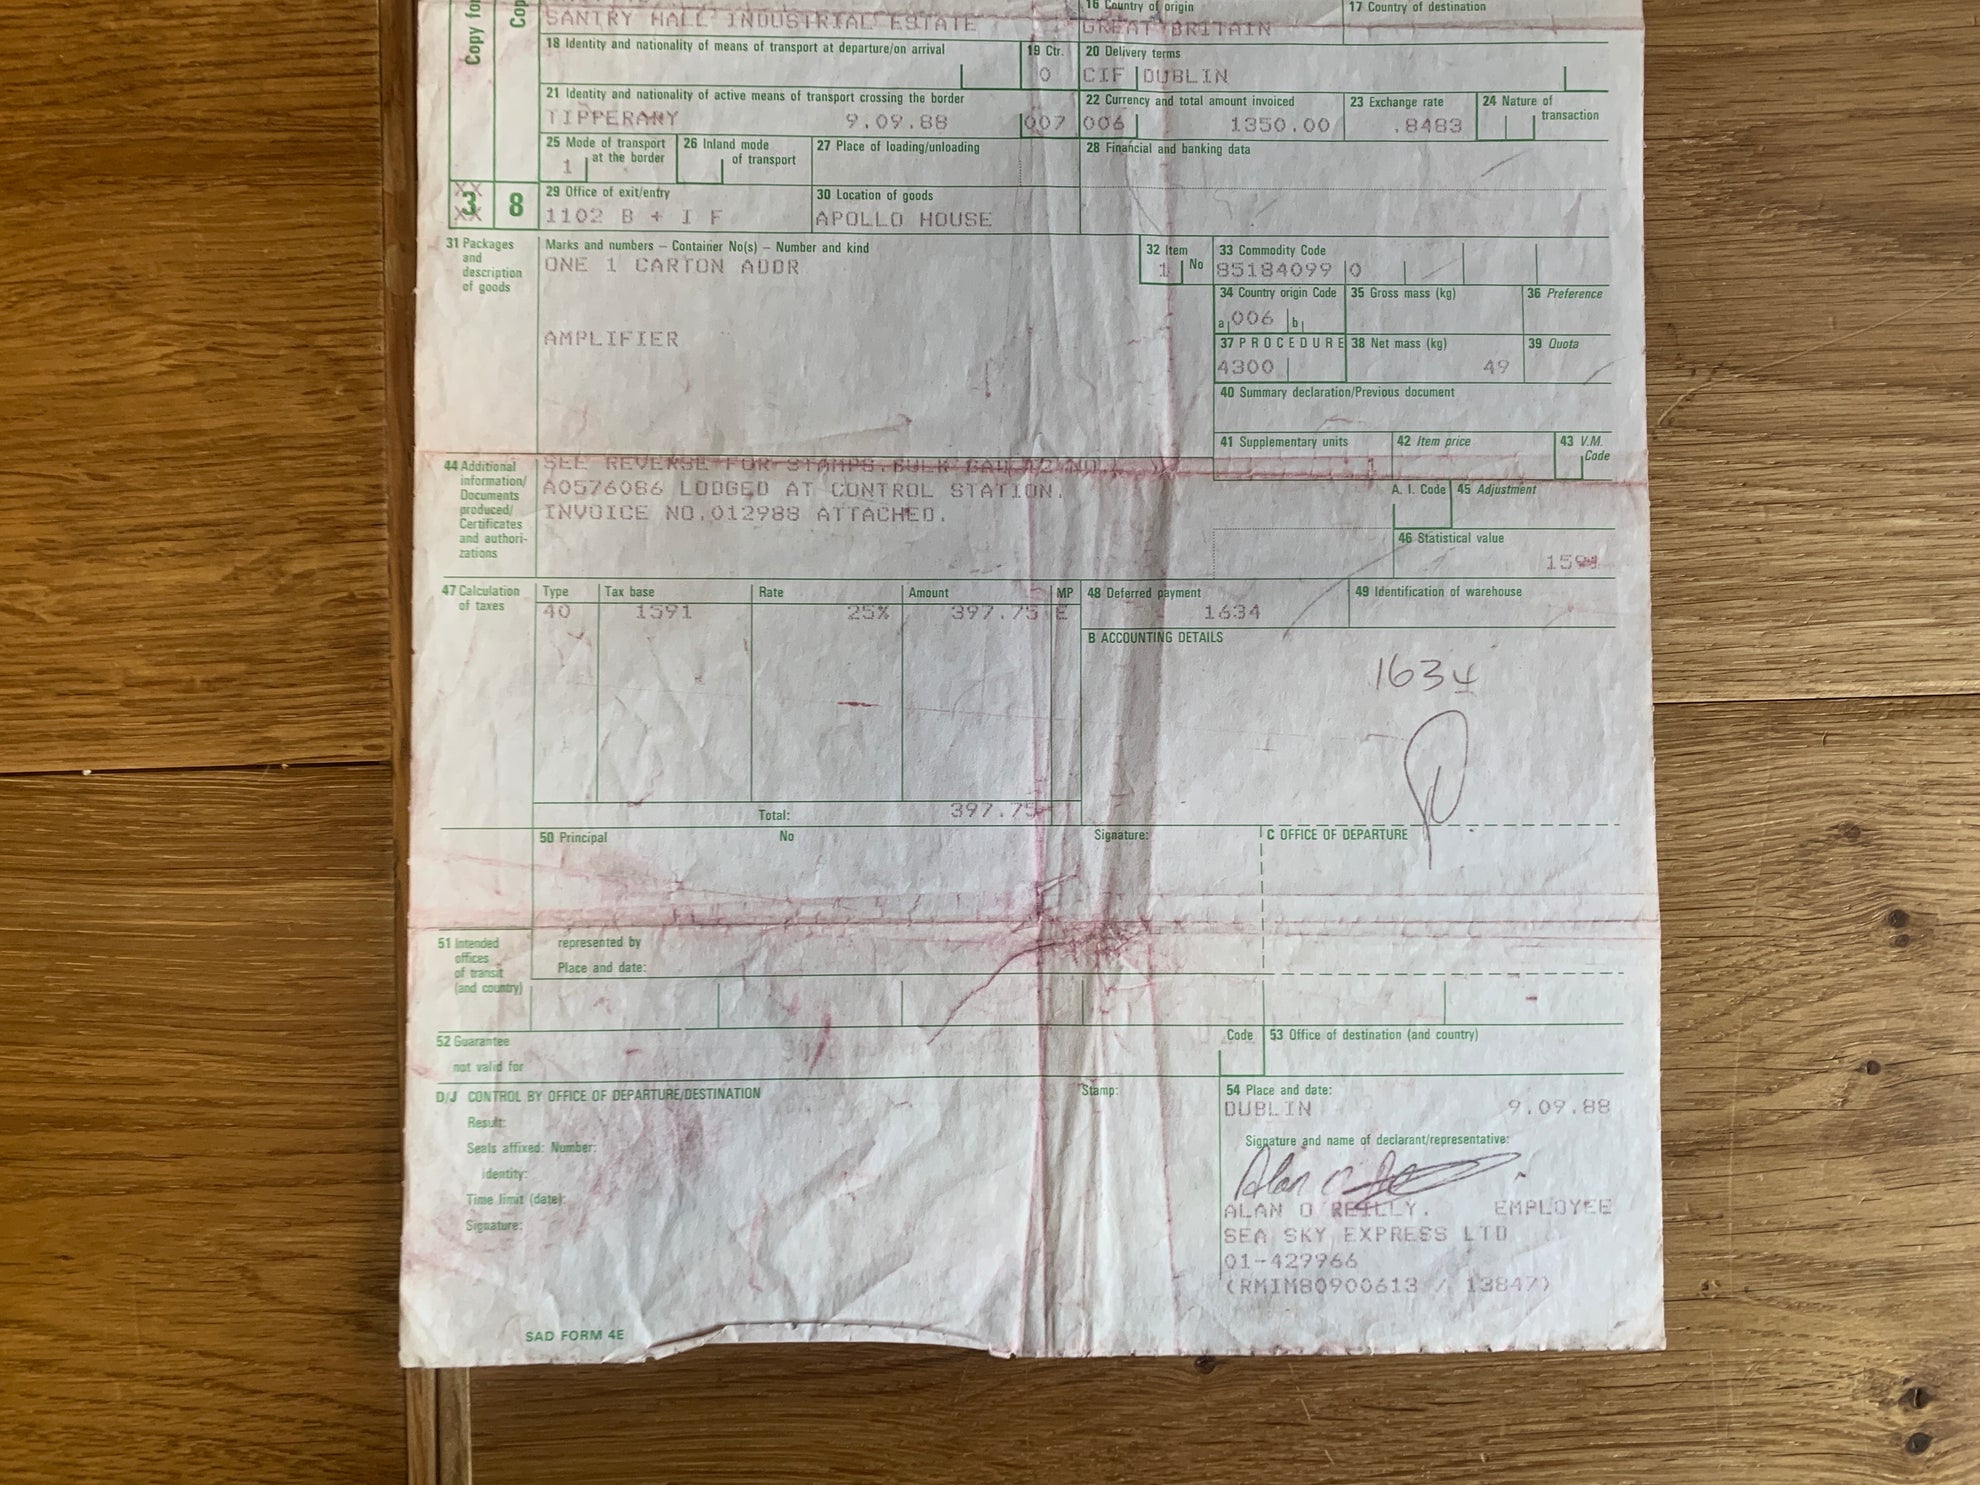 Copy for
SANTRY HALL INDUSTRIAL ESTATE
16 Country of origin
GREAT BRITAIN
17 Country of destination
18 Identity and nationality of means of transport at departure/on arrival
19 Ctr.
0
20 Delivery terms
CIF DUBLIN
21 Identity and nationality of active means of transport crossing the border
TIPPERARY 9.09.88 007
22 Currency and total amount invoiced
006 1350.00
23 Exchange rate
.8483
24 Nature of transaction
25 Mode of transport at the border
1
26 Inland mode of transport
27 Place of loading/unloading
28 Financial and banking data
XX
3
XX
8
29 Office of exit/entry
1102 B + I F
30 Location of goods
APOLLO HOUSE
31 Packages and description of goods
Marks and numbers – Container No(s) – Number and kind
ONE 1 CARTON ADDR
AMPLIFIER
32 Item No
1
33 Commodity Code
85184099 0
34 Country origin Code
a 006 b
35 Gross mass (kg)
36 Preference
37 PROCEDURE
4300
38 Net mass (kg)
49
39 Quota
40 Summary declaration/Previous document
41 Supplementary units
1
42 Item price
43 V.M. Code
44 Additional information/ Documents produced/ Certificates and authori- zations
SEE REVERSE FOR STAMPS. BULK
A0576086 LODGED AT CONTROL STATION.
INVOICE NO.012988 ATTACHED.
A. I. Code
45 Adjustment
46 Statistical value
47 Calculation of taxes
Type Tax base Rate Amount MP
40 1591 25% 397.75 E
Total: 397.75
48 Deferred payment
1634
49 Identification of warehouse
B ACCOUNTING DETAILS
1634
50 Principal No Signature:
C OFFICE OF DEPARTURE
represented by
Place and date:
51 Intended offices of transit (and country)
52 Guarantee
not valid for
Code
53 Office of destination (and country)
D/J CONTROL BY OFFICE OF DEPARTURE/DESTINATION
Stamp:
Result:
Seals affixed: Number:
identity:
Time limit (date):
Signature:
54 Place and date:
DUBLIN 9.09.88
Signature and name of declarant/representative:
Alan O
ALAN O REILLY. EMPLOYEE
SEA SKY EXPRESS LTD
01-429966
(RMIM80900613 / 13847)
SAD FORM 4E